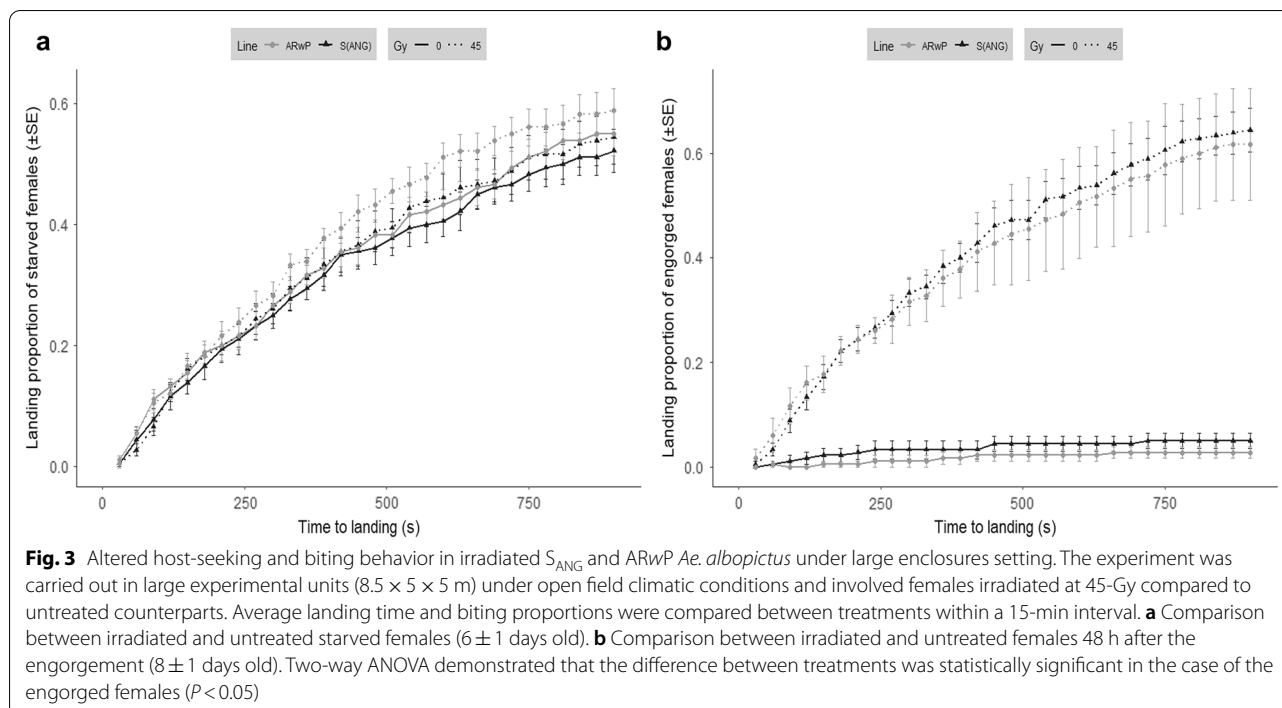 a
Line ARwP S(ANG) Gy 0 45
Landing proportion of starved females (±SE)
0.6
0.4
0.2
0.0
0 250 500 750
Time to landing (s)
b
Line ARwP S(ANG) Gy 0 45
Landing proportion of engorged females (±SE)
0.6
0.4
0.2
0.0
0 250 500 750
Time to landing (s)
Fig. 3 Altered host-seeking and biting behavior in irradiated SANG and ARwP Ae. albopictus under large enclosures setting. The experiment was
carried out in large experimental units (8.5 × 5 × 5 m) under open field climatic conditions and involved females irradiated at 45-Gy compared to
untreated counterparts. Average landing time and biting proportions were compared between treatments within a 15-min interval. a Comparison
between irradiated and untreated starved females (6 ± 1 days old). b Comparison between irradiated and untreated females 48 h after the
engorgement (8 ± 1 days old). Two-way ANOVA demonstrated that the difference between treatments was statistically significant in the case of the
engorged females (P < 0.05)